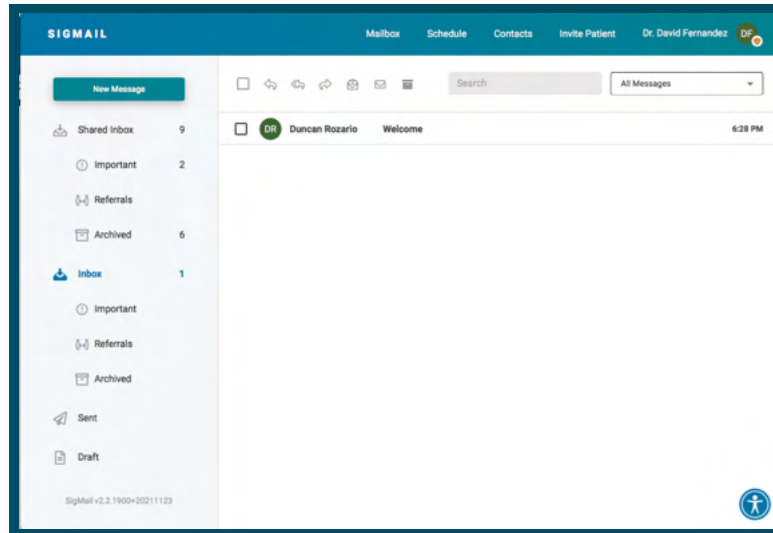 SIGMAIL
Mailbox Schedule Contacts Invite Patient Dr. David Fernandez DF
New Message
Search
All Messages
Shared Inbox 9
Important 2
Referrals
Archived 6
Inbox 1
Important
Referrals
Archived
Sent
Draft
SigMail v2.2.1900+20211123
DR Duncan Rozario Welcome 6:28 PM